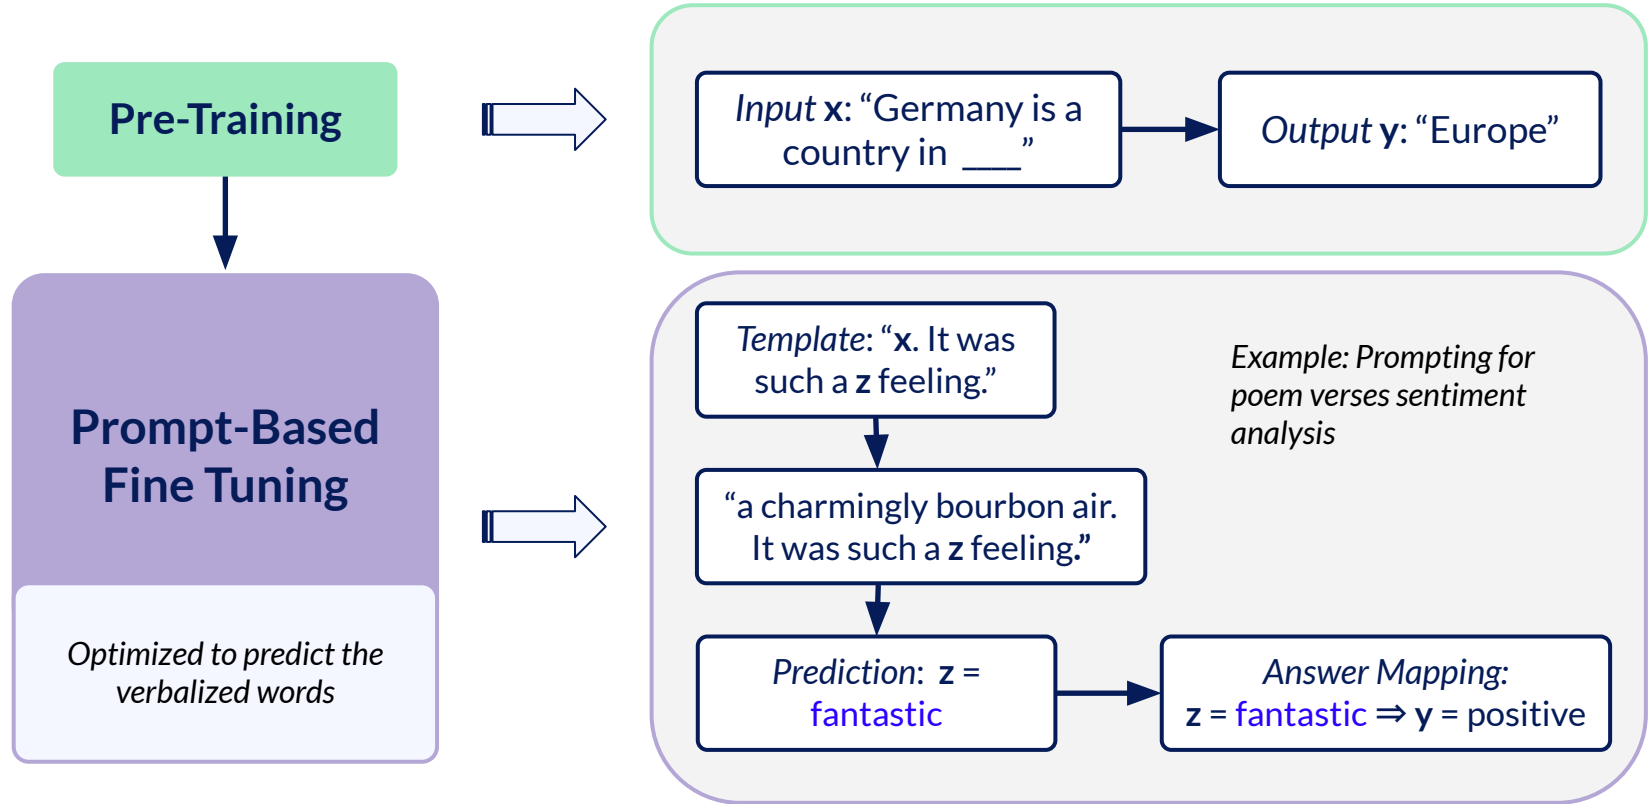 Pre-Training
Input x: “Germany is a
country in ____”
Output y: “Europe”
Prompt-Based
Fine Tuning
Optimized to predict the
verbalized words
Template: “x. It was
such a z feeling.”
Example: Prompting for
poem verses sentiment
analysis
“a charmingly bourbon air.
It was such a z feeling.”
Prediction: z =
fantastic
Answer Mapping:
z = fantastic ⇒ y = positive